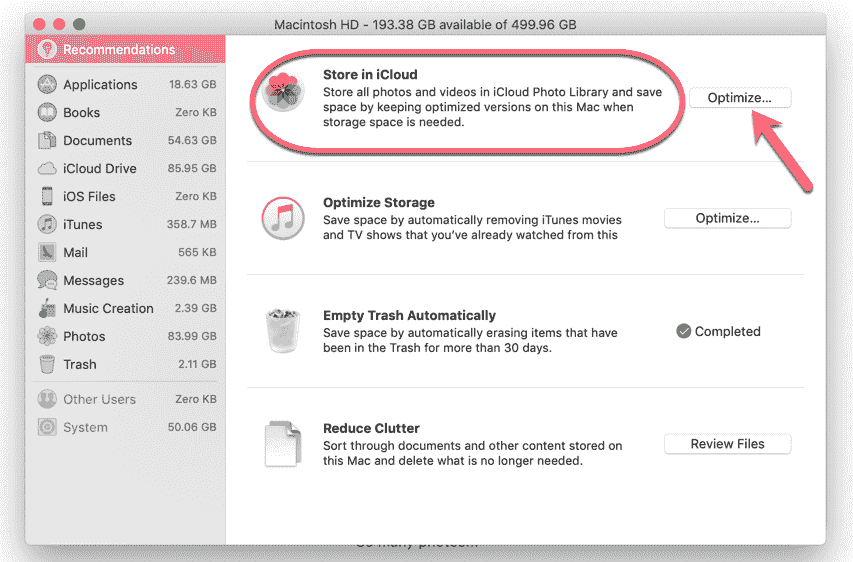 Macintosh HD - 193.38 GB available of 499.96 GB
Recommendations
Applications 18.63 GB
Books Zero KB
Documents 54.63 GB
iCloud Drive 85.95 GB
iOS Files Zero KB
iTunes 358.7 MB
Mail 565 KB
Messages 239.6 MB
Music Creation 2.39 GB
Photos 83.99 GB
Trash 2.11 GB
Other Users Zero KB
System 50.06 GB
Store in iCloud
Store all photos and videos in iCloud Photo Library and save
space by keeping optimized versions on this Mac when
storage space is needed.
Optimize...
Optimize Storage
Save space by automatically removing iTunes movies
and TV shows that you’ve already watched from this
Optimize...
Empty Trash Automatically
Save space by automatically erasing items that have
been in the Trash for more than 30 days.
Completed
Reduce Clutter
Sort through documents and other content stored on
this Mac and delete what is no longer needed.
Review Files